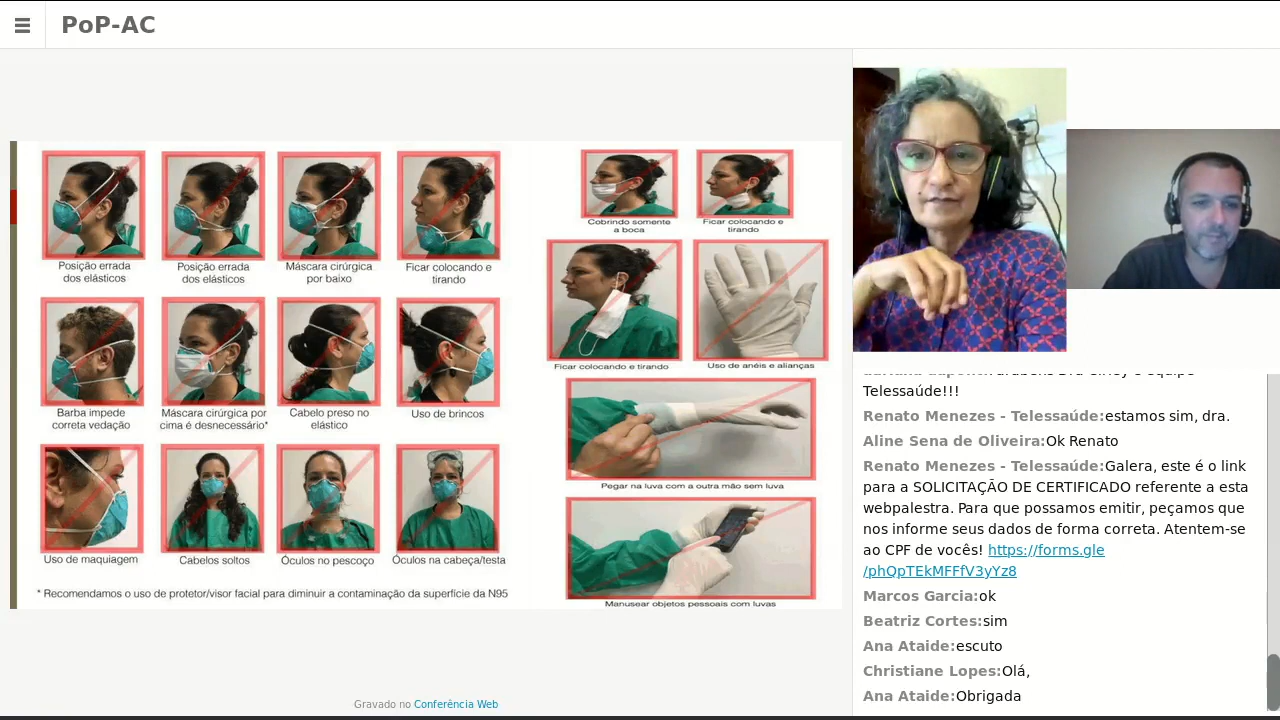 PoP-AC
Posição errada
dos elásticos
Posição errada
dos elásticos
Máscara cirúrgica
por baixo
Ficar colocando e
tirando
Barba impede
correta vedação
Máscara cirúrgica por
cima é desnecessário*
Cabelo preso no
elástico
Uso de brincos
Uso de maquiagem
Cabelos soltos
Óculos no pescoço
Óculos na cabeça/testa
* Recomendamos o uso de protetor/visor facial para diminuir a contaminação da superfície da N95
Cobrindo somente
a boca
Ficar colocando e
tirando
Ficar colocando e tirando
Uso de anéis e alianças
Pegar na luva com a outra mão sem luva
Manusear objetos pessoais com luvas
Gravado no Conferência Web
Telessaúde!!!
Renato Menezes - Telessaúde:estamos sim, dra.
Aline Sena de Oliveira:Ok Renato
Renato Menezes - Telessaúde:Galera, este é o link
para a SOLICITAÇÃO DE CERTIFICADO referente a esta
webpalestra. Para que possamos emitir, peçamos que
nos informe seus dados de forma correta. Atentem-se
ao CPF de vocês! https://forms.gle
/phQpTEkMFFfV3yYz8
Marcos Garcia:ok
Beatriz Cortes:sim
Ana Ataide:escuto
Christiane Lopes:Olá,
Ana Ataide:Obrigada